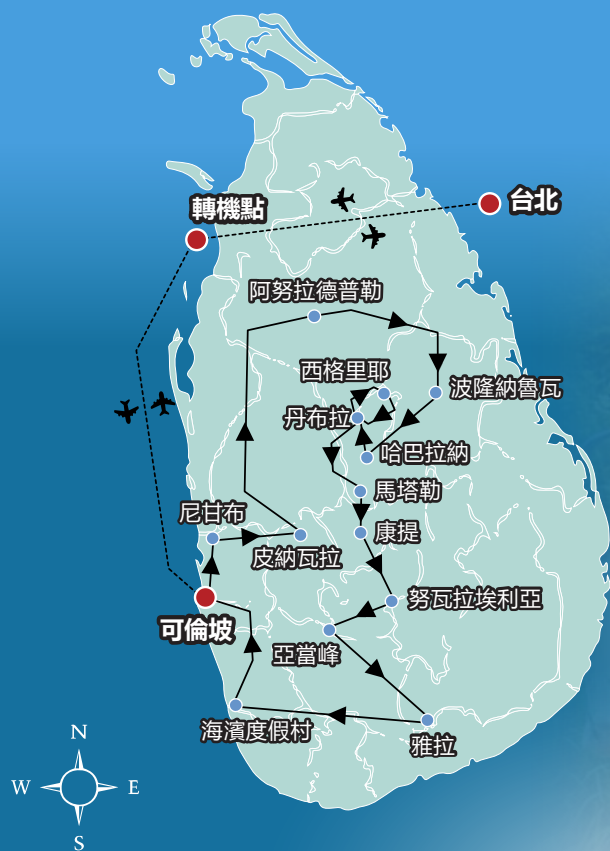 轉機點
台北
阿努拉德普勒
西格里耶
波隆納魯瓦
丹布拉
哈巴拉納
馬塔勒
尼甘布
康提
皮納瓦拉
努瓦拉埃利亞
可倫坡
亞當峰
海濱度假村
雅拉
N
W
E
S